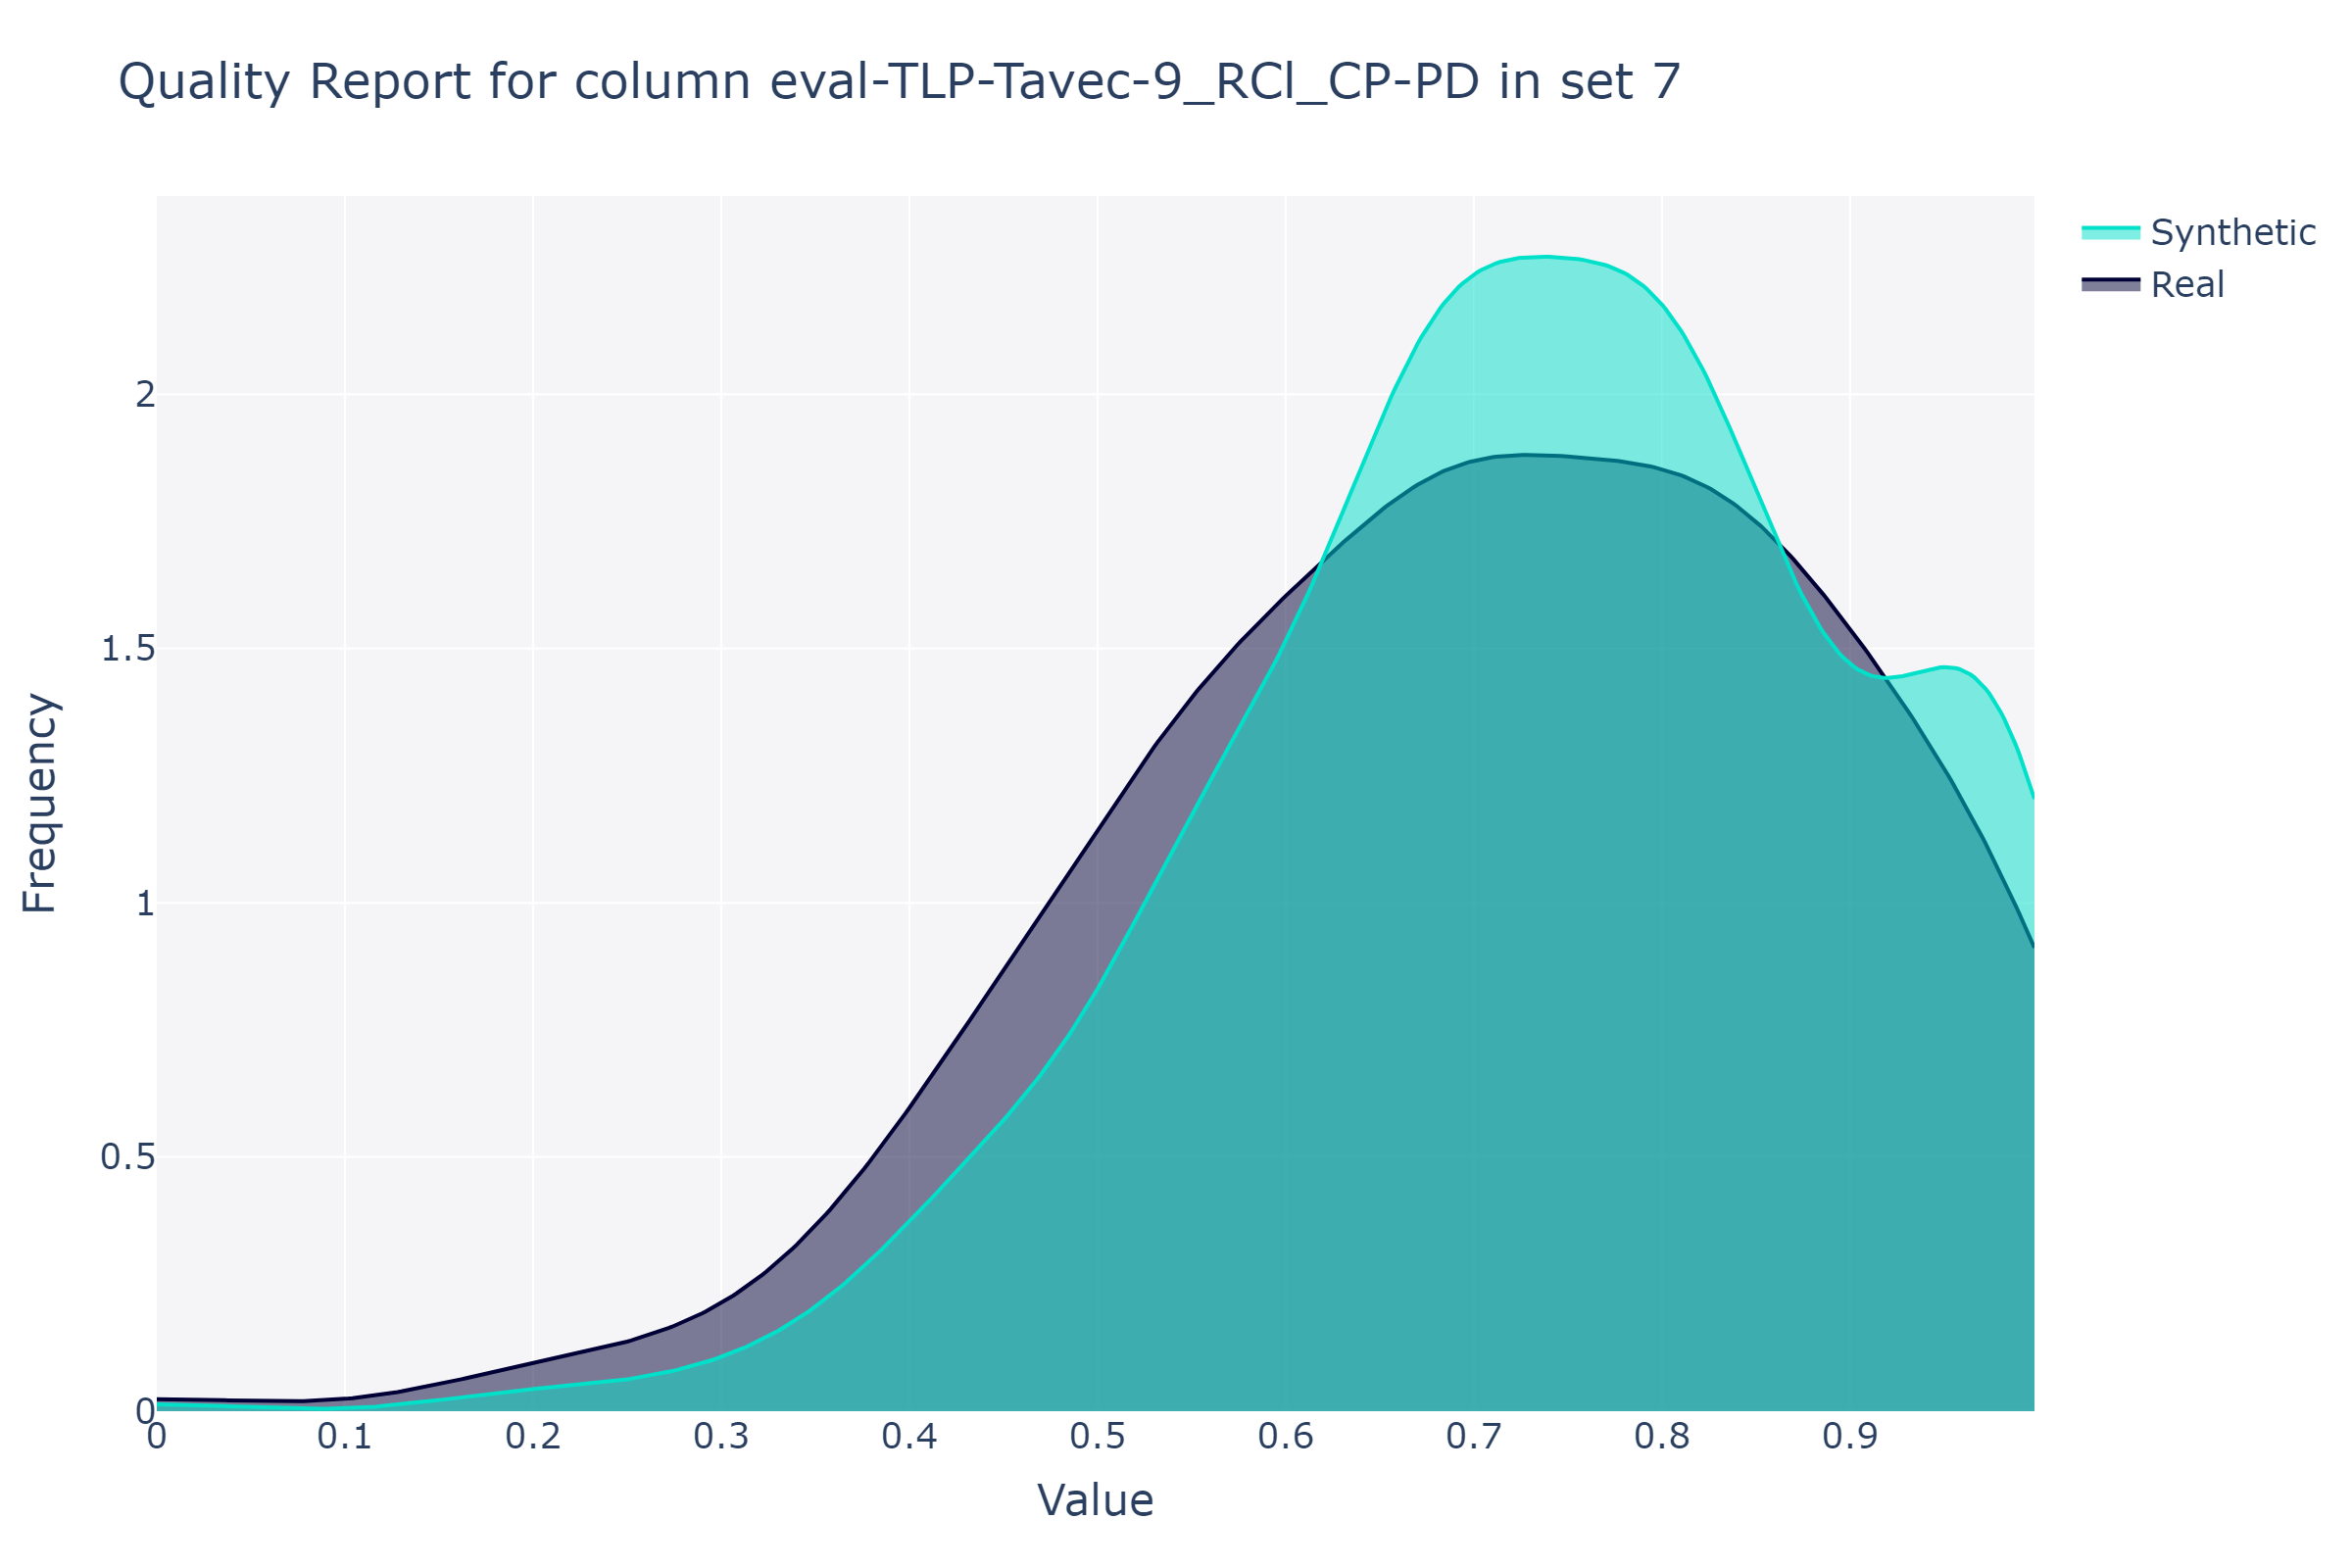 Quality Report for column eval-TLP-Tavec-9_RCl_CP-PD in set 7
Synthetic
Real
Frequency
2
1.5
1
0.5
0
0 0.1 0.2 0.3 0.4 0.5 0.6 0.7 0.8 0.9
Value